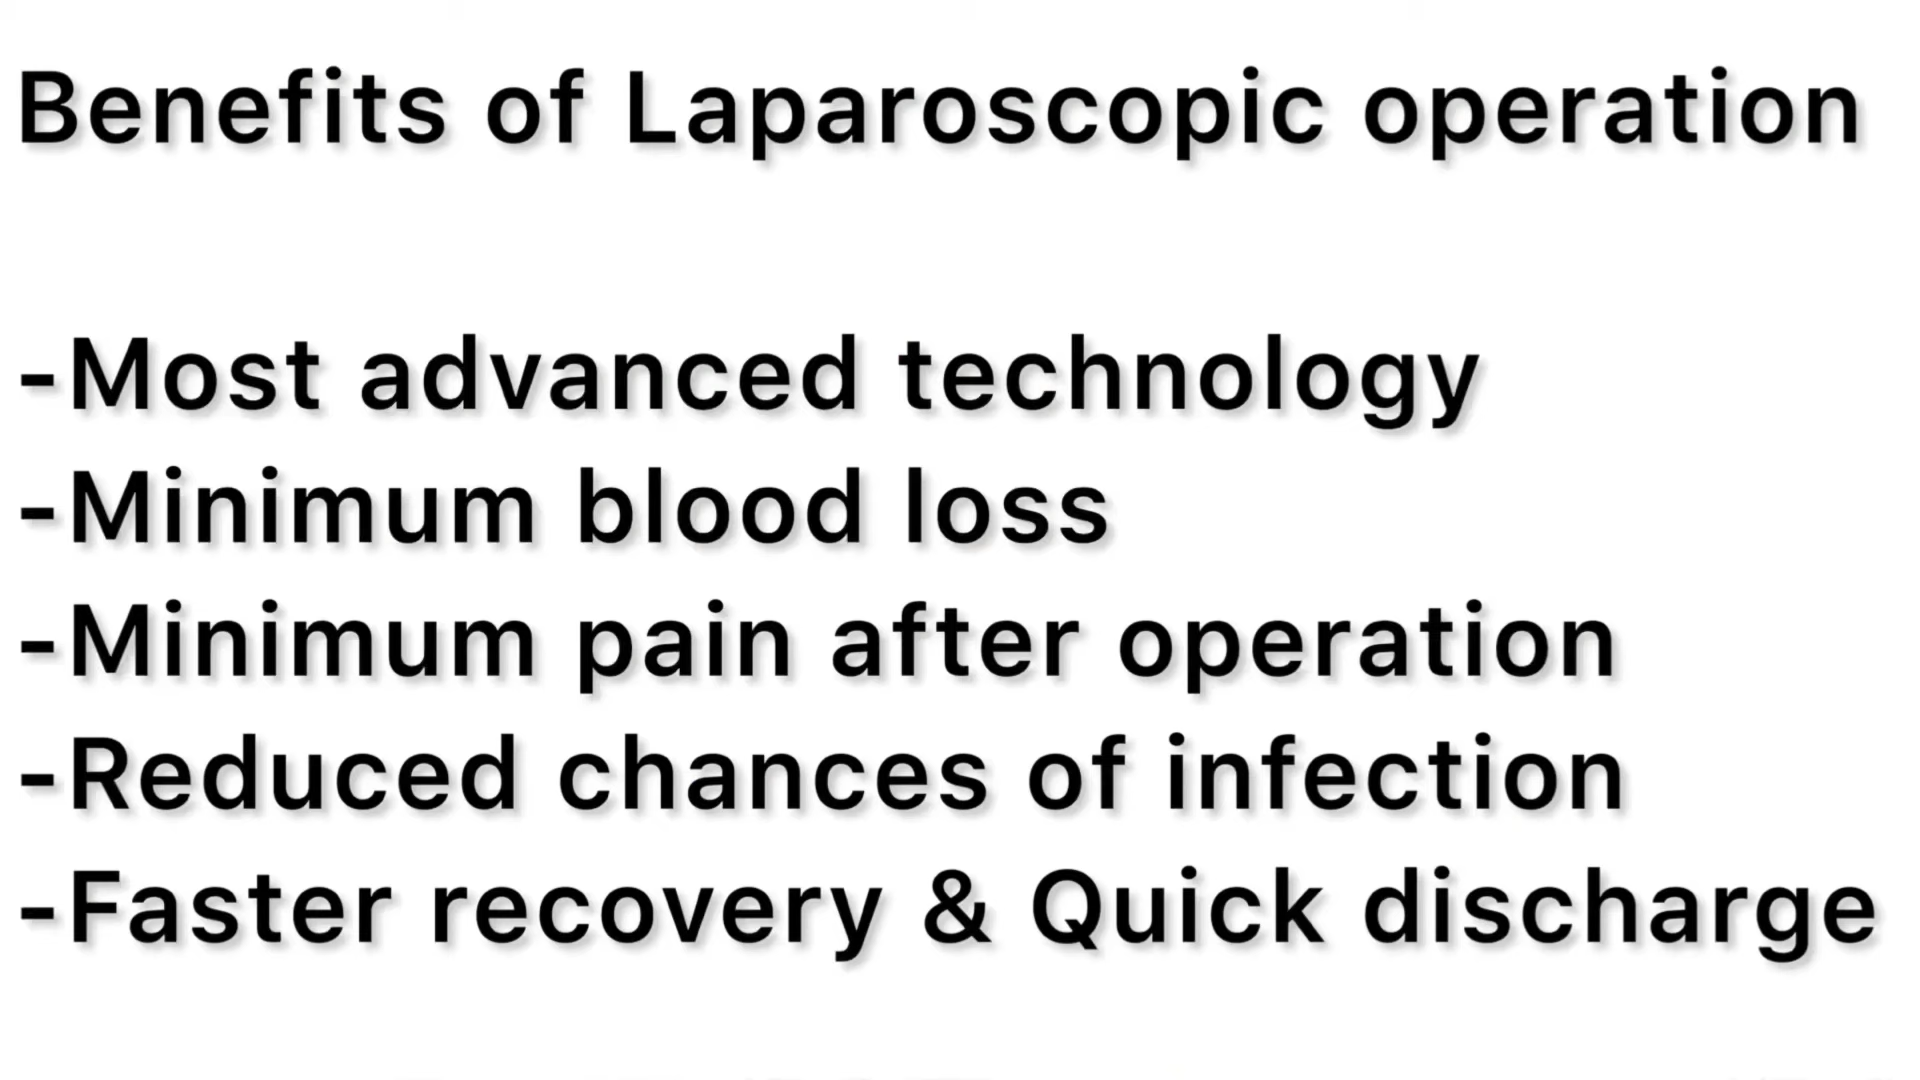 Benefits of Laparoscopic operation
-Most advanced technology
-Minimum blood loss
-Minimum pain after operation
-Reduced chances of infection
-Faster recovery & Quick discharge